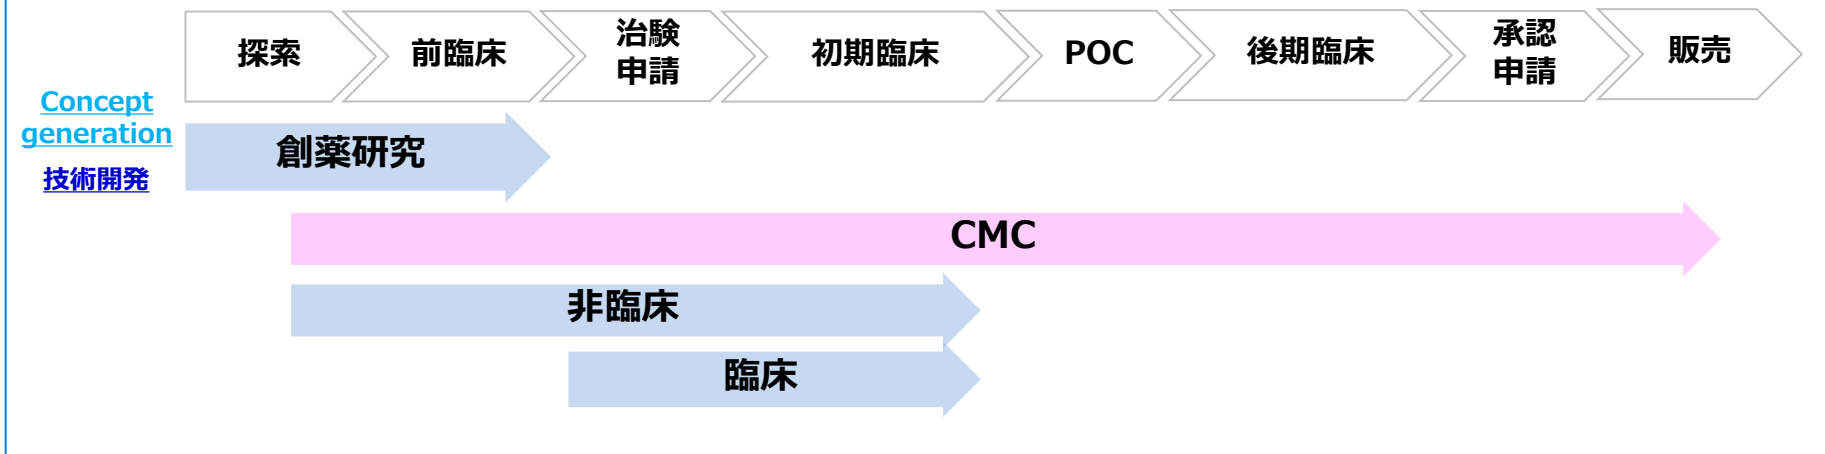 探索
前臨床
治験
申請
初期臨床
POC
後期臨床
承認
申請
販売
Concept
generation
技術開発
創薬研究
CMC
非臨床
臨床